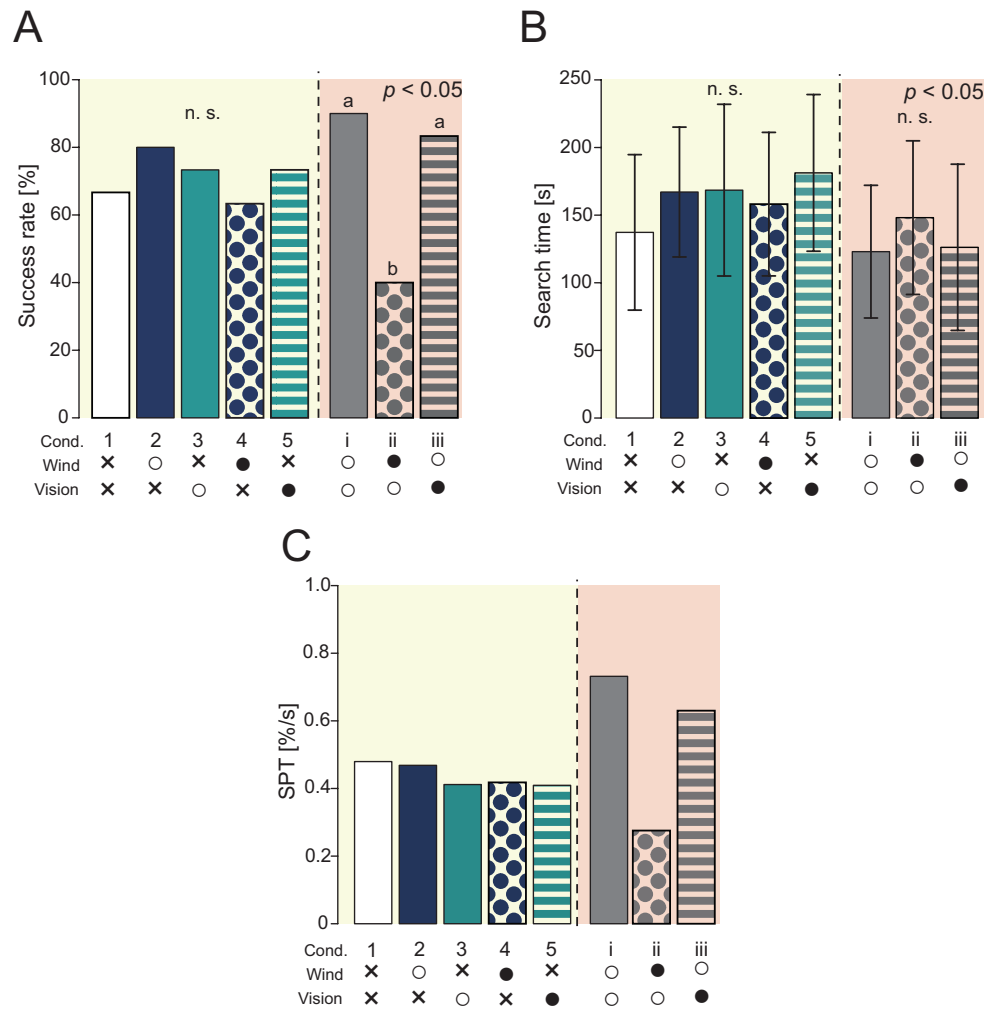 A
Success rate [%]
100
80
60
40
20
0
n. s.
p < 0.05
a
b
a
Cond. 1 2 3 4 5 i ii iii
Wind × ○ × ● × ○ ● ○
Vision × × ○ × ● ○ ○ ●
B
Search time [s]
250
200
150
100
50
0
n. s.
p < 0.05
n. s.
Cond. 1 2 3 4 5 i ii iii
Wind × ○ × ● × ○ ● ○
Vision × × ○ × ● ○ ○ ●
C
SPT [%/s]
1.0
0.8
0.6
0.4
0.2
0
Cond. 1 2 3 4 5 i ii iii
Wind × ○ × ● × ○ ● ○
Vision × × ○ × ● ○ ○ ●